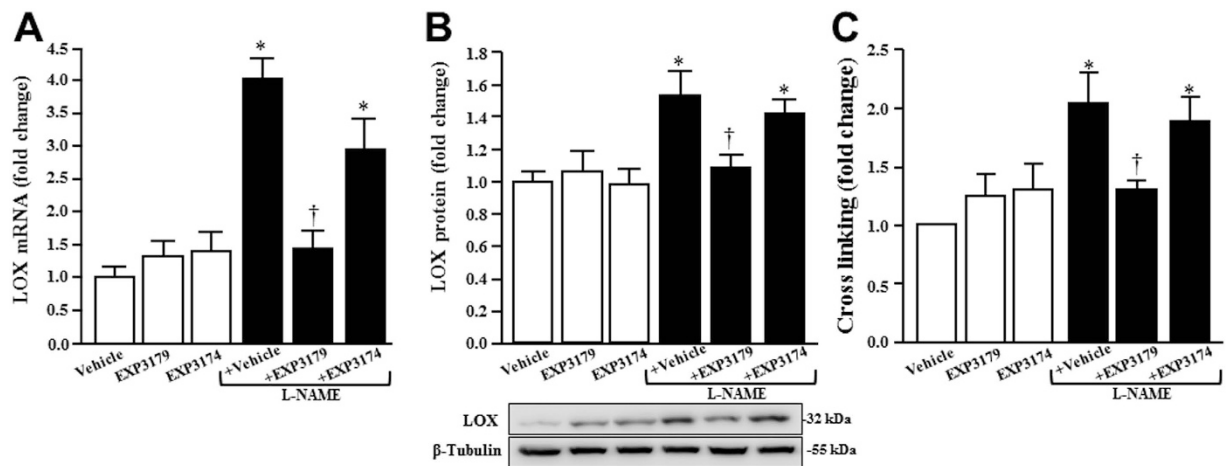 A
LOX mRNA (fold change)
4.5
4.0
3.5
3.0
2.5
2.0
1.5
1.0
0.5
0.0
*
†
*
Vehicle
EXP3179
EXP3174
+Vehicle
+EXP3179
+EXP3174
L-NAME
B
LOX protein (fold change)
1.8
1.6
1.4
1.2
1.0
0.8
0.6
0.4
0.2
0.0
*
†
*
Vehicle
EXP3179
EXP3174
+Vehicle
+EXP3179
+EXP3174
L-NAME
LOX -32 kDa
β-Tubulin -55 kDa
C
Cross linking (fold change)
2.5
2.0
1.5
1.0
0.5
0.0
*
†
*
Vehicle
EXP3179
EXP3174
+Vehicle
+EXP3179
+EXP3174
L-NAME